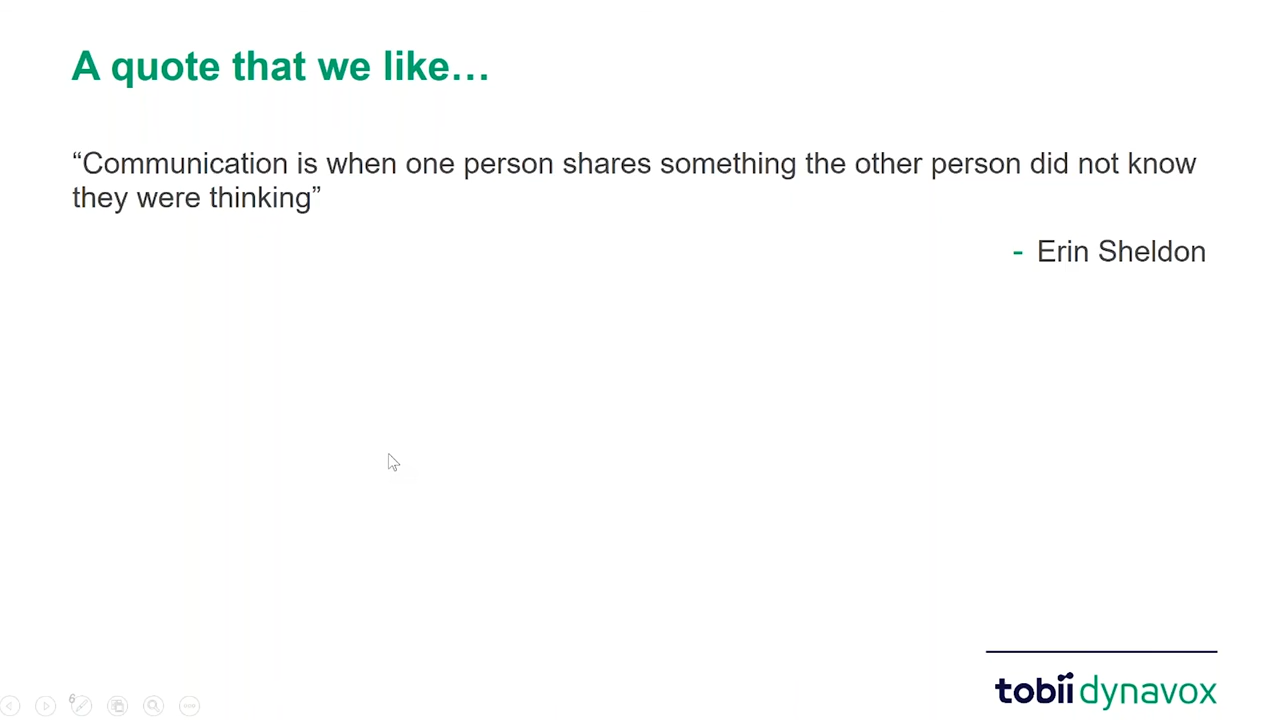 A quote that we like…
“Communication is when one person shares something the other person did not know
they were thinking”
- Erin Sheldon
6
tobii dynavox